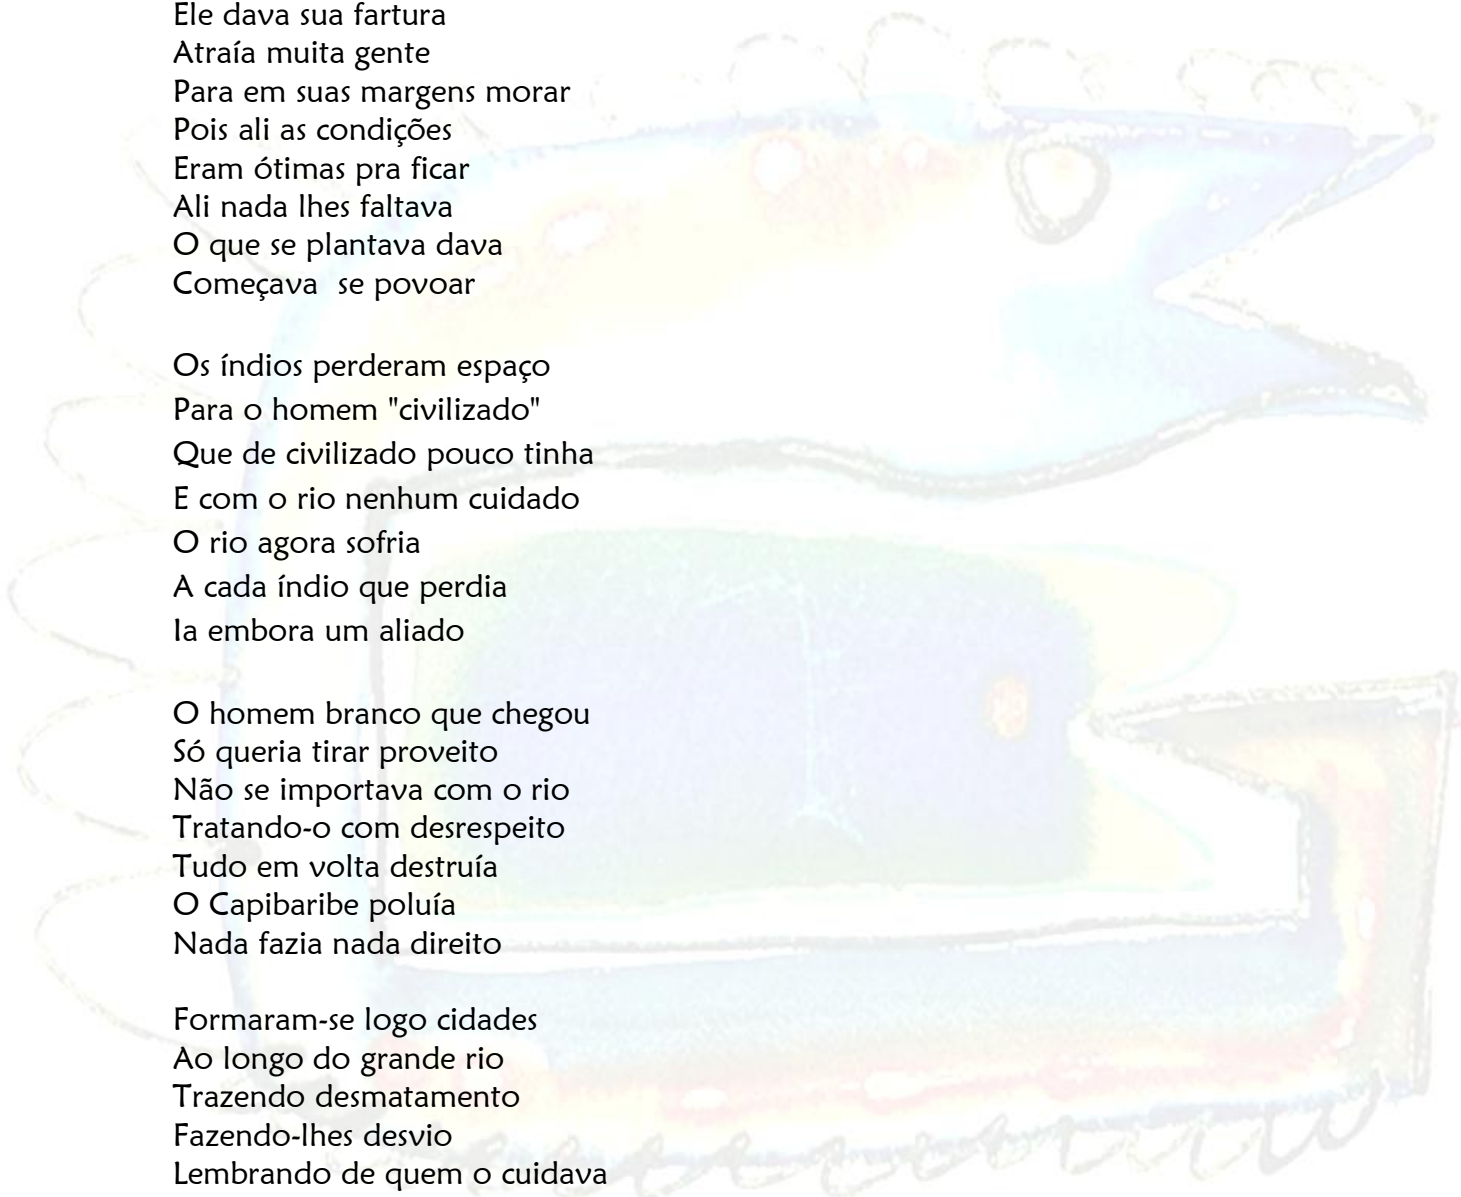 Ele dava sua fartura
Atraía muita gente
Para em suas margens morar
Pois ali as condições
Eram ótimas pra ficar
Ali nada lhes faltava
O que se plantava dava
Começava  se povoar

Os índios perderam espaço
Para o homem "civilizado"
Que de civilizado pouco tinha
E com o rio nenhum cuidado
O rio agora sofria
A cada índio que perdia
Ia embora um aliado

O homem branco que chegou
Só queria tirar proveito
Não se importava com o rio
Tratando-o com desrespeito
Tudo em volta destruía
O Capibaribe poluía
Nada fazia nada direito

Formaram-se logo cidades
Ao longo do grande rio
Trazendo desmatamento
Fazendo-lhes desvio
Lembrando de quem o cuidava